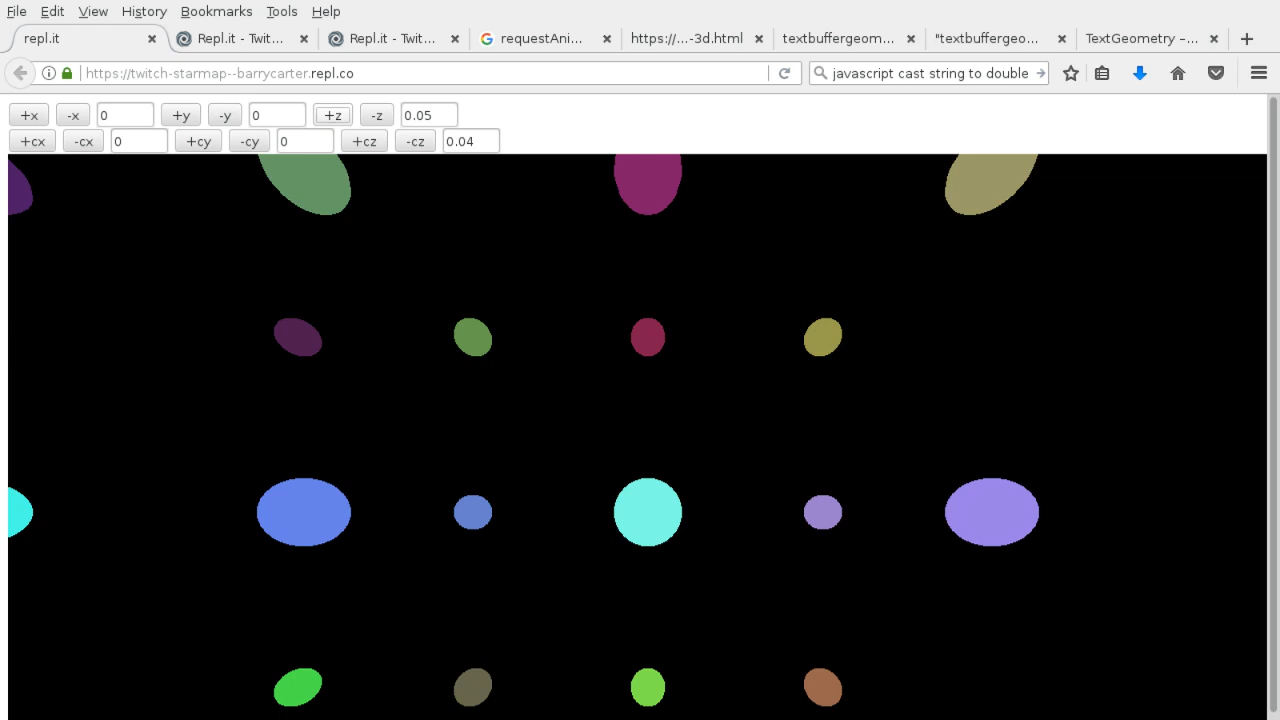 File Edit View History Bookmarks Tools Help
repl.it Repl.it - Twit... Repl.it - Twit... requestAni... https://...-3d.html textbuffergeom... "textbuffergeo... TextGeometry –...
https://twitch-starmap--barrycarter.repl.co javascript cast string to double
+x -x 0 +y -y 0 +z -z 0.05
+cx -cx 0 +cy -cy 0 +cz -cz 0.04